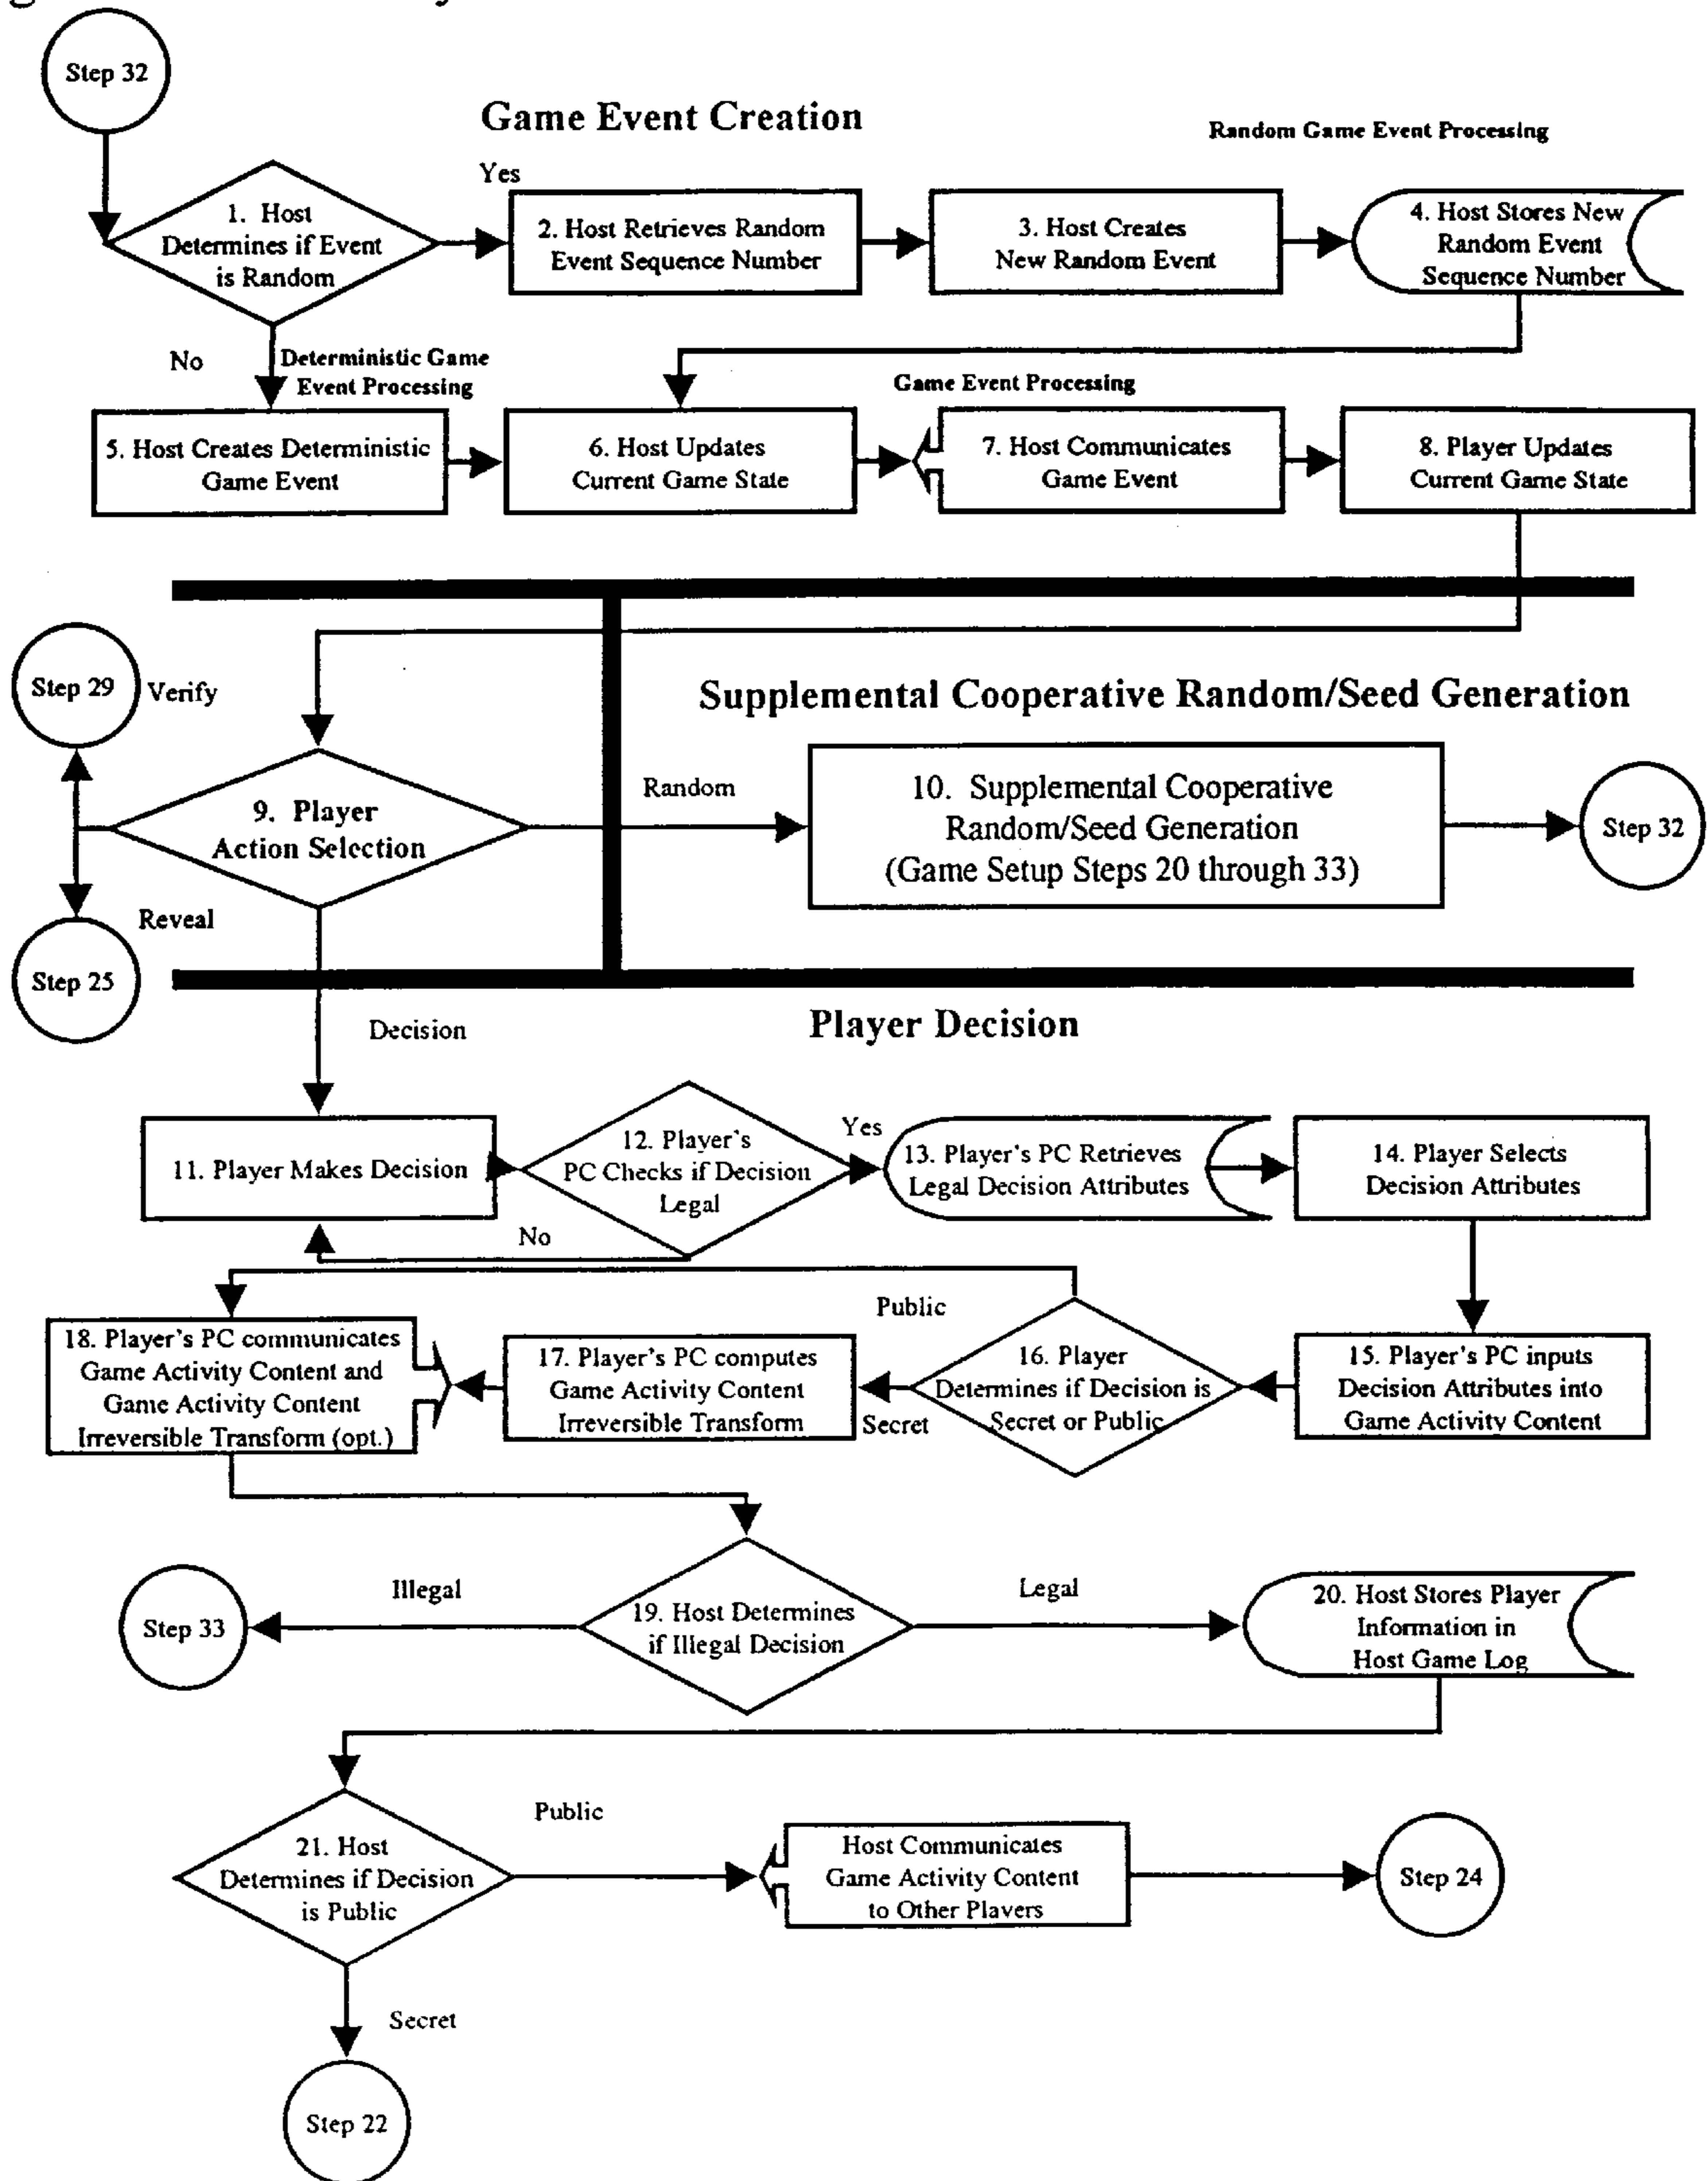 Step 32
Game Event Creation
Random Game Event Processing
Yes
1. Host
Determines if Event
is Random
2. Host Retrieves Random
Event Sequence Number
3. Host Creates
New Random Event
4. Host Stores New
Random Event
Sequence Number
No
Deterministic Game
Event Processing
Game Event Processing
5. Host Creates Deterministic
Game Event
6. Host Updates
Current Game State
7. Host Communicates
Game Event
8. Player Updates
Current Game State
Step 29
Verify
Supplemental Cooperative Random/Seed Generation
9. Player
Action Selection
Random
10. Supplemental Cooperative
Random/Seed Generation
(Game Setup Steps 20 through 33)
Step 32
Reveal
Step 25
Decision
Player Decision
11. Player Makes Decision
12. Player's
PC Checks if Decision
Legal
Yes
13. Player's PC Retrieves
Legal Decision Attributes
14. Player Selects
Decision Attributes
No
Public
18. Player's PC communicates
Game Activity Content and
Game Activity Content
Irreversible Transform (opt.)
17. Player's PC computes
Game Activity Content
Irreversible Transform
Secret
16. Player
Determines if Decision is
Secret or Public
15. Player's PC inputs
Decision Attributes into
Game Activity Content
Step 33
Illegal
19. Host Determines
if Illegal Decision
Legal
20. Host Stores Player
Information in
Host Game Log
21. Host
Determines if Decision
is Public
Public
Host Communicates
Game Activity Content
to Other Players
Step 24
Secret
Step 22